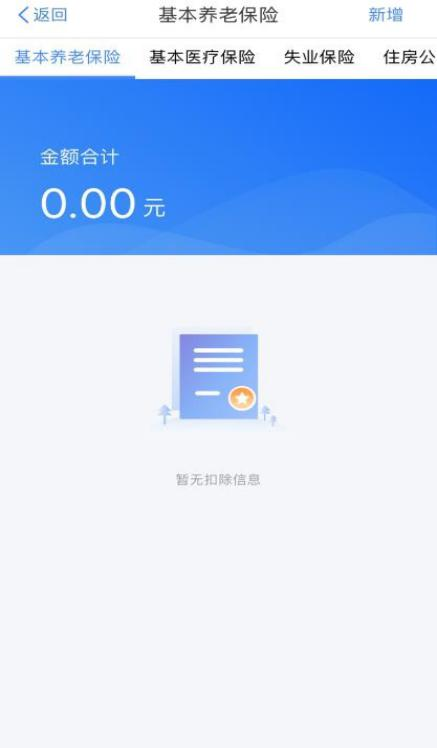 返回 基本养老保险 新增
基本养老保险 基本医疗保险 失业保险 住房公
金额合计
0.00 元
暂无扣除信息